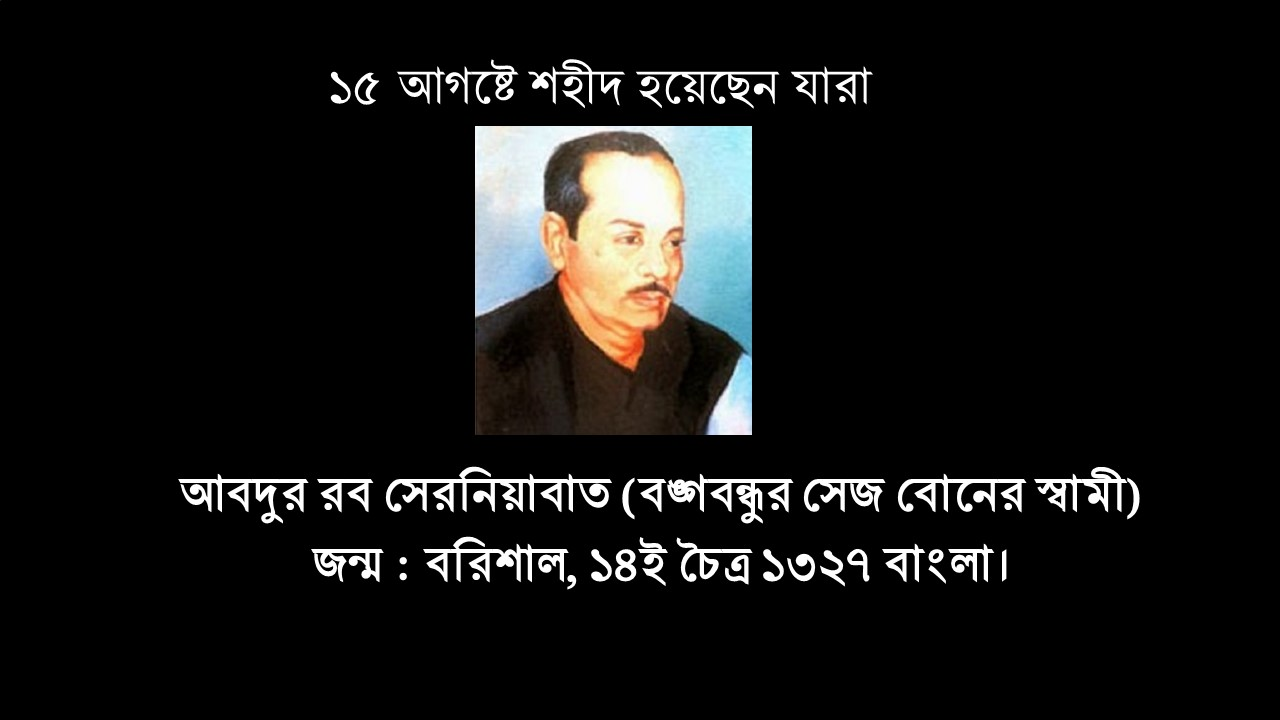 ১৫ আগষ্টে শহীদ হয়েছেন যারা
আবদুর রব সেরনিয়াবাত (বঙ্গবন্ধুর সেজ বোনের স্বামী)
জন্ম : বরিশাল, ১৪ই চৈত্র ১৩২৭ বাংলা।